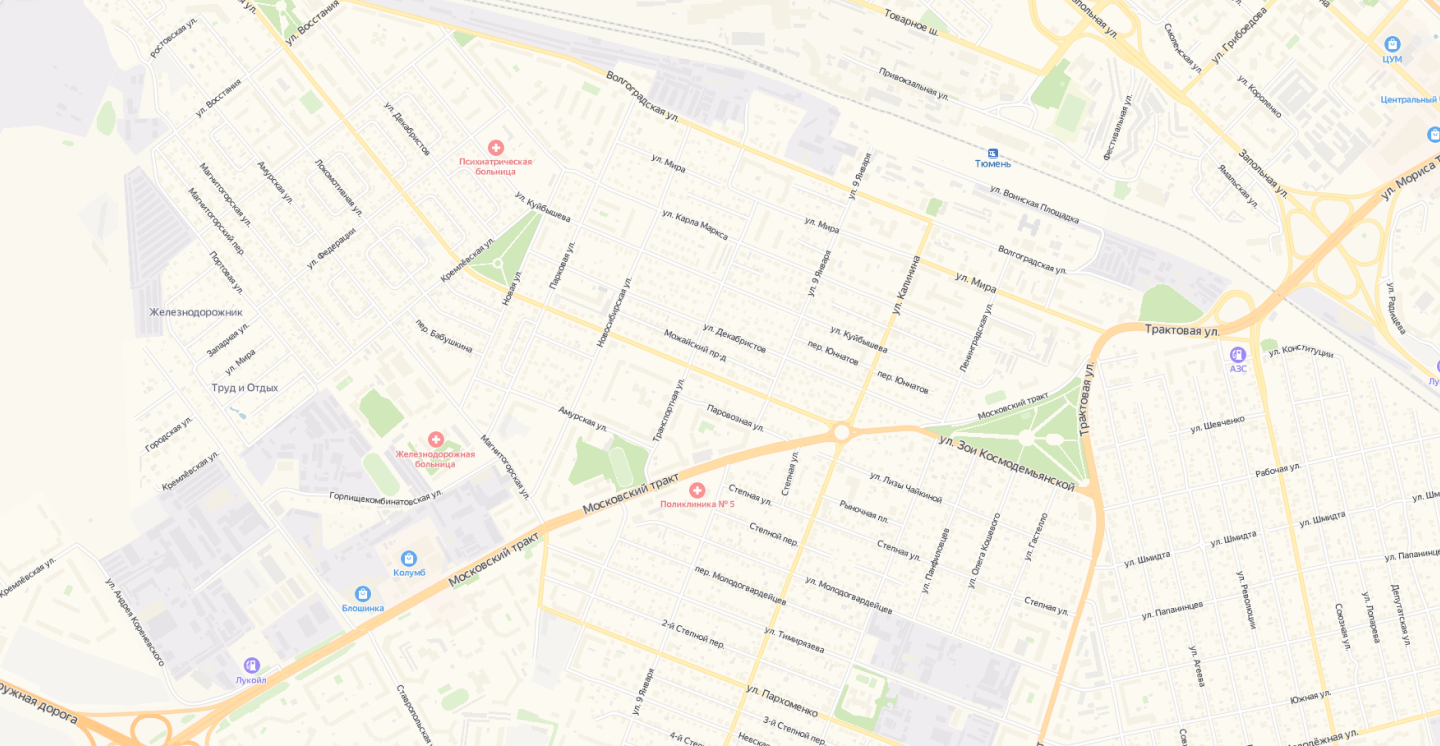 Ростовская ул.
ул. Восстания
Товарное ш.
Запольная ул.
Смоленская ул.
ул. Грибоедова
ЦУМ
Привокзальная ул.
ул. Короленко
Центральный
Волгоградская ул.
ул. Восстания
ул. Декабристов
Фестивальная ул.
Психиатрическая
больница
ул. Мира
ул. 9 Января
Тюмень
Запольная ул.
Ямальская ул.
ул. Мориса Т
Амурская ул.
Локомотивная ул.
Магнитогорская ул.
Магнитогорский пер.
ул. Куйбышева
ул. Карла Маркса
ул. Мира
ул. Воинская Площадка
ул. Федерации
Кремлёвская ул.
Парковая ул.
Новая ул.
Портовая ул.
ул. 9 Января
ул. Калинина
Волгоградская ул.
ул. Мира
ул. Радищева
Железнодорожник
Западная ул.
ул. Мира
пер. Бабушкина
Новосибирская ул.
ул. Декабристов
Можайский пр-д
ул. Куйбышева
пер. Юннатов
пер. Юннатов
Ленинградская ул.
Трактовая ул.
Трактовая ул.
АЗС
ул. Конституции
Труд и Отдых
Городская ул.
Кремлёвская ул.
Амурская ул.
Транспортная ул.
Паровозная ул.
Московский тракт
ул. Зои Космодемьянской
ул. Шевченко
Железнодорожная
больница
Магнитогорская ул.
Горлищекомбинатовская ул.
Московский тракт
Поликлиника № 5
Степная ул.
Степная ул.
ул. Лизы Чайкиной
Рыночная пл.
Рабочая ул.
ул. Шмидта
ул. Шмидта
ул. Шмидта
Московский тракт
Степной пер.
Степная ул.
ул. Панфиловцев
ул. Олега Кошевого
ул. Гастелло
ул. Папанинцев
Кремлёвская ул.
Колумб
Блошинка
ул. Андрея Кореневского
пер. Молодогвардейцев
ул. Молодогвардейцев
Степная ул.
ул. Папанинцев
ул. Революции
Союзная ул.
ул. Лопарева
Депутатская ул.
2-й Степной пер.
ул. Тимирязева
ул. Агеева
Лукойл
Ставропольская ул.
ул. 9 Января
ул. Пархоменко
3-й Степной пер.
4-й Степной
Южная ул.